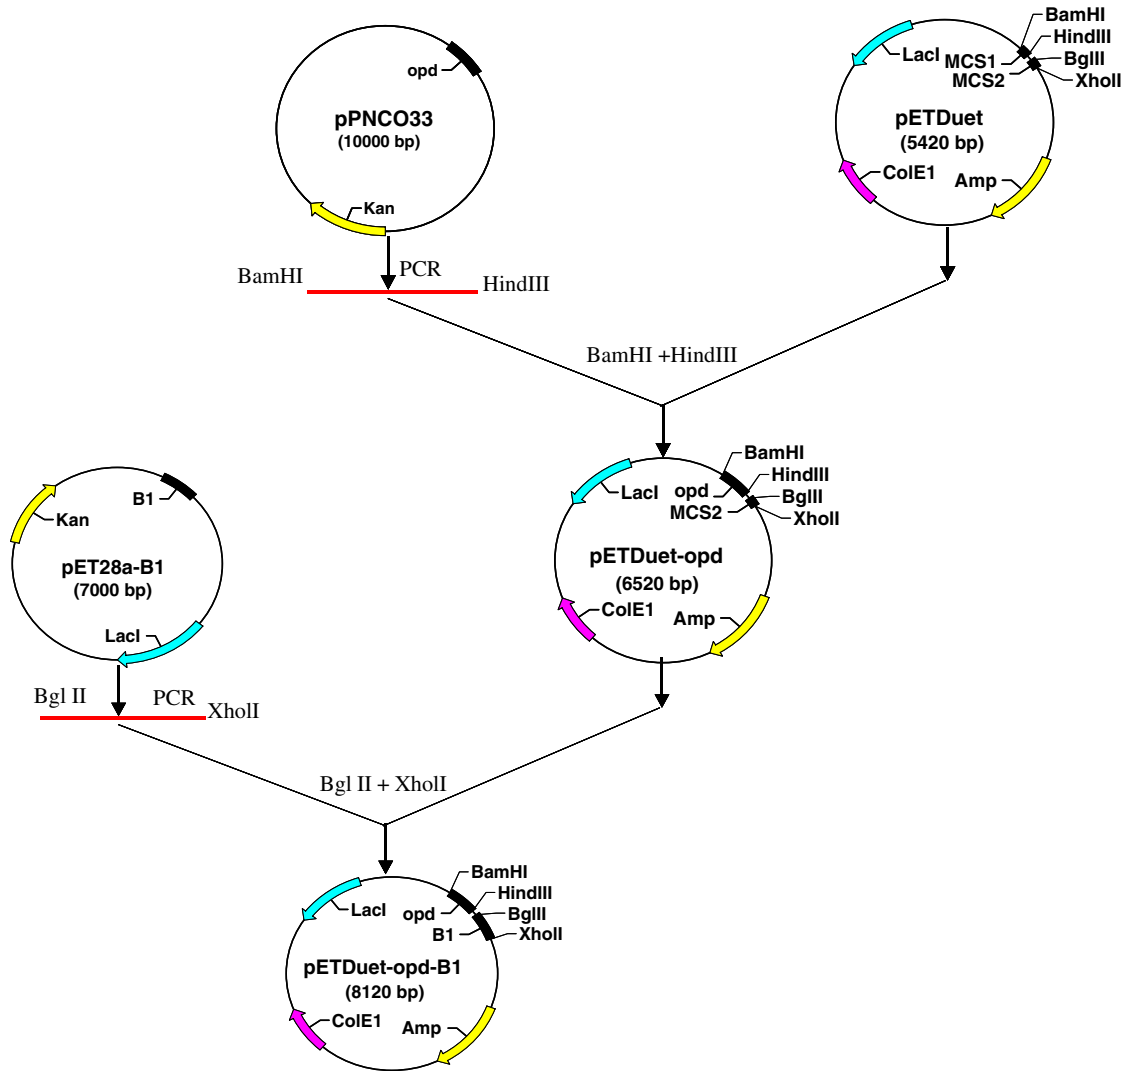 opd
pPNCO33
(10000 bp)
Kan
BamHI
HindIII
BglII
XhoII
LacI
MCS1
MCS2
pETDuet
(5420 bp)
ColE1
Amp
BamHI
PCR
HindIII
BamHI +HindIII
B1
Kan
pET28a-B1
(7000 bp)
LacI
BamHI
HindIII
BglII
XhoII
LacI
opd
MCS2
pETDuet-opd
(6520 bp)
ColE1
Amp
Bgl II
PCR
XholI
Bgl II + XholI
BamHI
HindIII
BglII
XhoII
LacI
opd
B1
pETDuet-opd-B1
(8120 bp)
ColE1
Amp